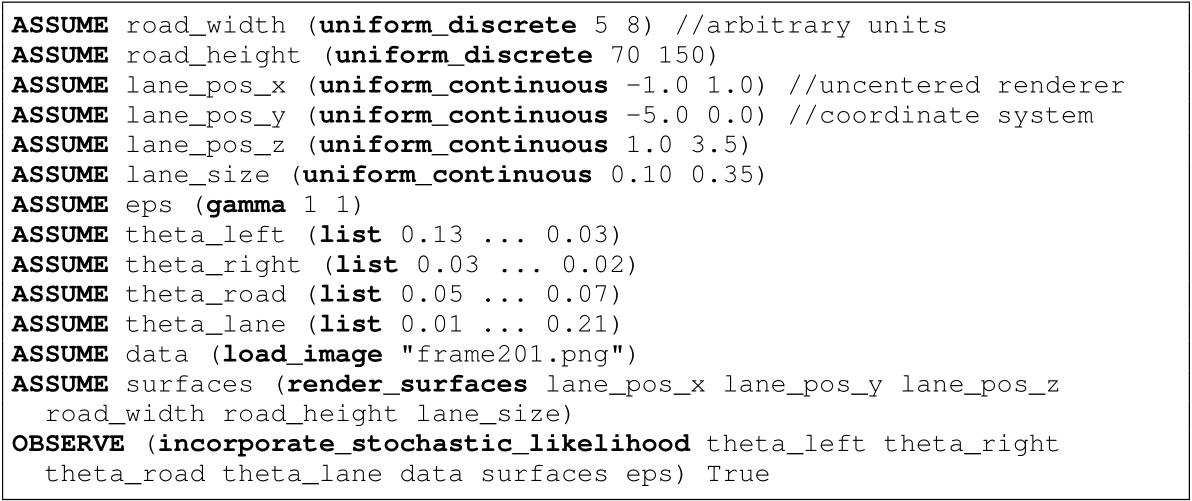 ASSUME road_width (uniform_discrete 5 8) //arbitrary units
ASSUME road_height (uniform_discrete 70 150)
ASSUME lane_pos_x (uniform_continuous -1.0 1.0) //uncentered renderer
ASSUME lane_pos_y (uniform_continuous -5.0 0.0) //coordinate system
ASSUME lane_pos_z (uniform_continuous 1.0 3.5)
ASSUME lane_size (uniform_continuous 0.10 0.35)
ASSUME eps (gamma 1 1)
ASSUME theta_left (list 0.13 ... 0.03)
ASSUME theta_right (list 0.03 ... 0.02)
ASSUME theta_road (list 0.05 ... 0.07)
ASSUME theta_lane (list 0.01 ... 0.21)
ASSUME data (load_image "frame201.png")
ASSUME surfaces (render_surfaces lane_pos_x lane_pos_y lane_pos_z
  road_width road_height lane_size)
OBSERVE (incorporate_stochastic_likelihood theta_left theta_right
  theta_road theta_lane data surfaces eps) True